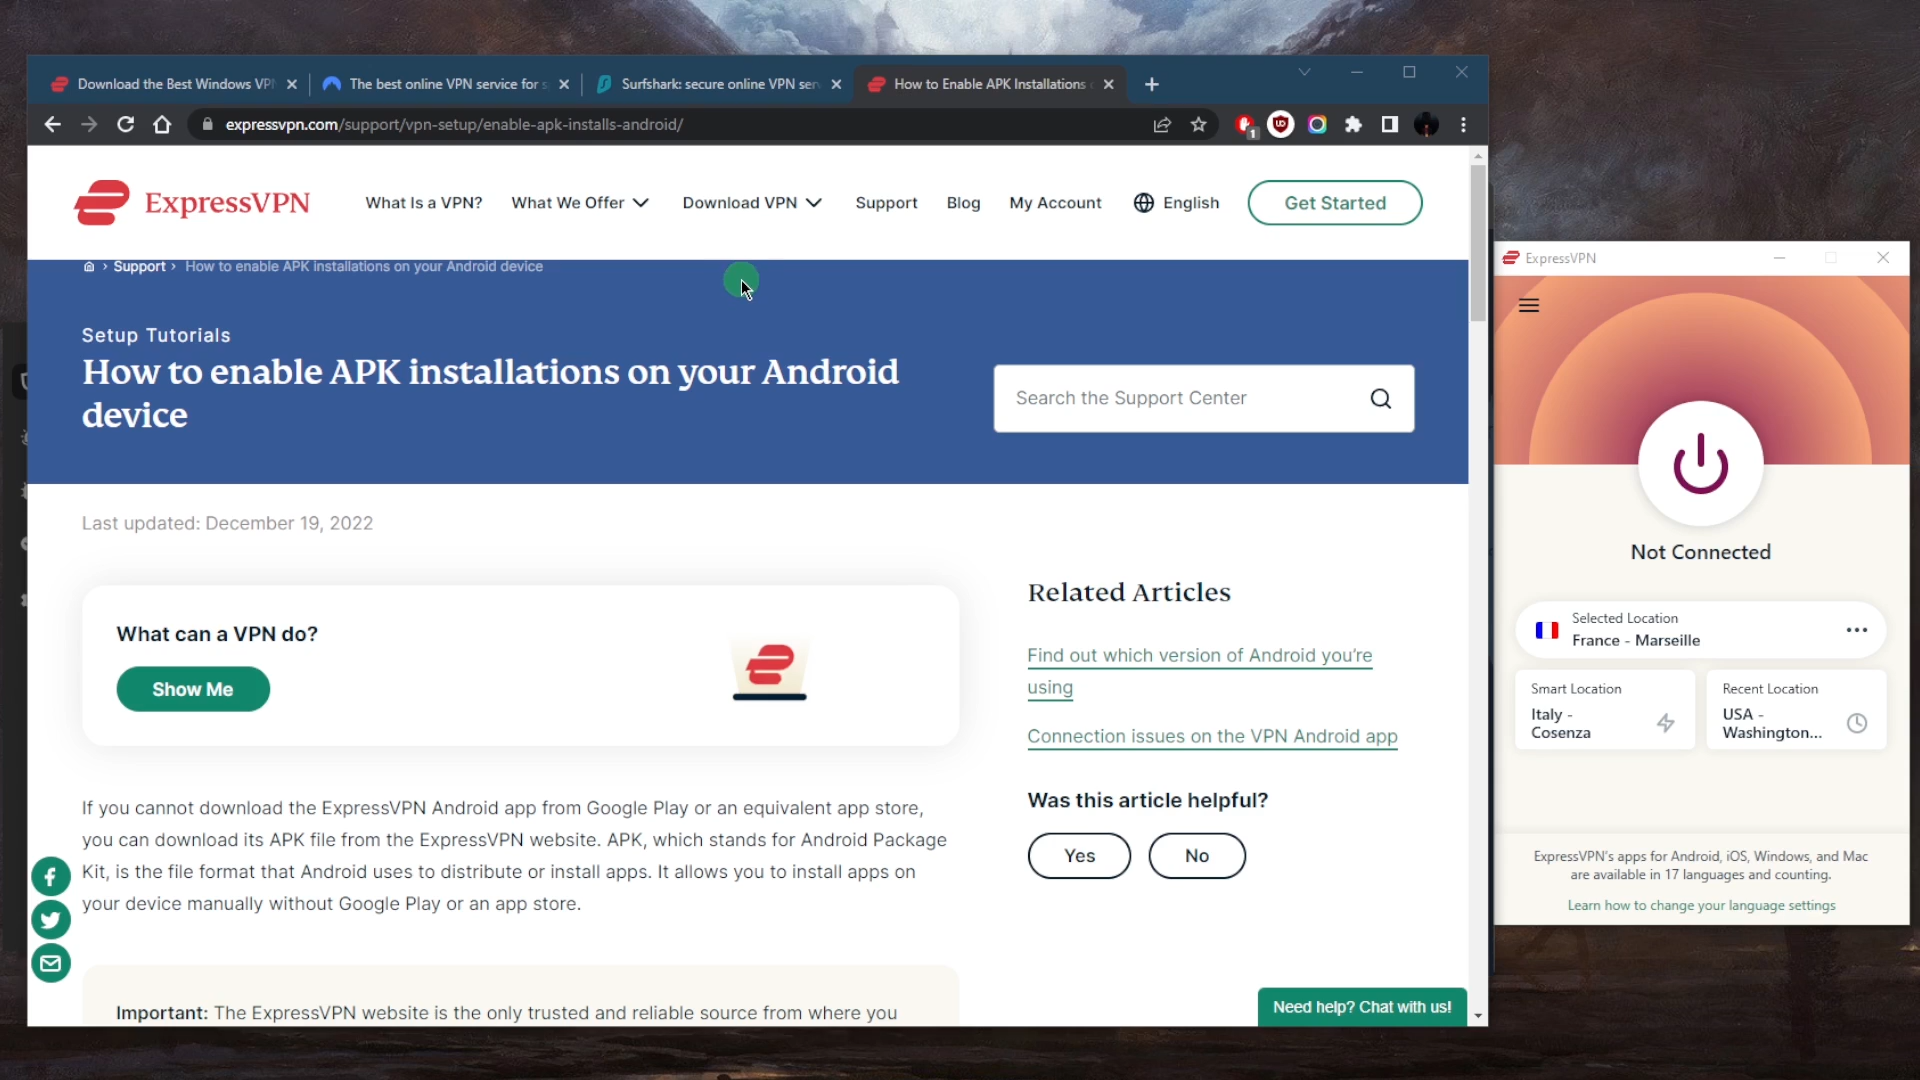 Download the Best Windows VPN
The best online VPN service for s
Surfshark: secure online VPN serv
How to Enable APK Installations
expressvpn.com/support/vpn-setup/enable-apk-installs-android/
1
ExpressVPN
What Is a VPN?
What We Offer
Download VPN
Support
Blog
My Account
English
Get Started
Support › How to enable APK installations on your Android device
Setup Tutorials
How to enable APK installations on your Android
device
Search the Support Center
Last updated: December 19, 2022
What can a VPN do?
Show Me
If you cannot download the ExpressVPN Android app from Google Play or an equivalent app store,
you can download its APK file from the ExpressVPN website. APK, which stands for Android Package
Kit, is the file format that Android uses to distribute or install apps. It allows you to install apps on
your device manually without Google Play or an app store.
Important: The ExpressVPN website is the only trusted and reliable source from where you
Related Articles
Find out which version of Android you're
using
Connection issues on the VPN Android app
Was this article helpful?
Yes
No
Need help? Chat with us!
ExpressVPN
Not Connected
Selected Location
France - Marseille
Smart Location
Italy -
Cosenza
Recent Location
USA -
Washington...
ExpressVPN's apps for Android, iOS, Windows, and Mac
are available in 17 languages and counting.
Learn how to change your language settings